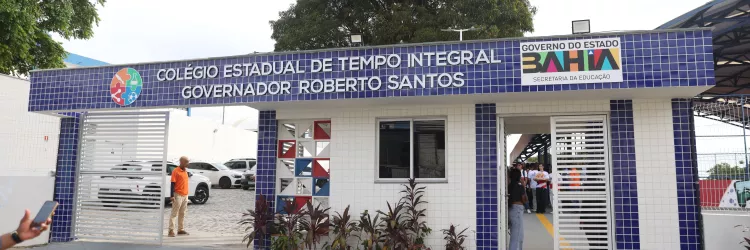 COLÉGIO ESTADUAL DE TEMPO INTEGRAL
GOVERNADOR ROBERTO SANTOS
GOVERNO DO ESTADO
BAHIA
SECRETARIA DA EDUCAÇÃO